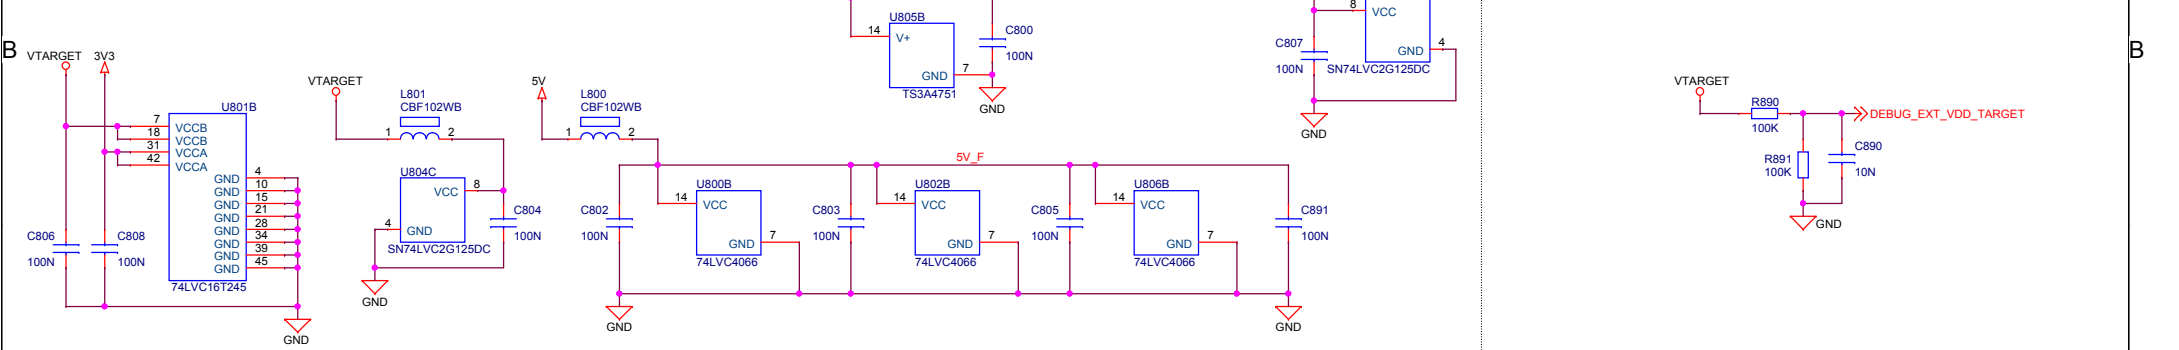 B
VTARGET
3V3
U801B
7
VCCB
18
VCCB
31
VCCA
42
VCCA
GND
4
GND
10
GND
15
GND
21
GND
28
GND
34
GND
39
GND
45
C806
100N
C808
100N
74LVC16T245
GND
VTARGET
L801
CBF102WB
1
2
U804C
VCC
8
4
GND
SN74LVC2G125DC
C804
100N
GND
5V
L800
CBF102WB
1
2
5V_F
C802
100N
U800B
14
VCC
GND
7
74LVC4066
C803
100N
U802B
14
VCC
GND
7
74LVC4066
C805
100N
U806B
14
VCC
GND
7
74LVC4066
C891
100N
GND
GND
U805B
14
V+
GND
7
TS3A4751
C800
100N
GND
8
VCC
GND
4
SN74LVC2G125DC
C807
100N
GND
VTARGET
R890
100K
DEBUG_EXT_VDD_TARGET
R891
100K
C890
10N
GND
B